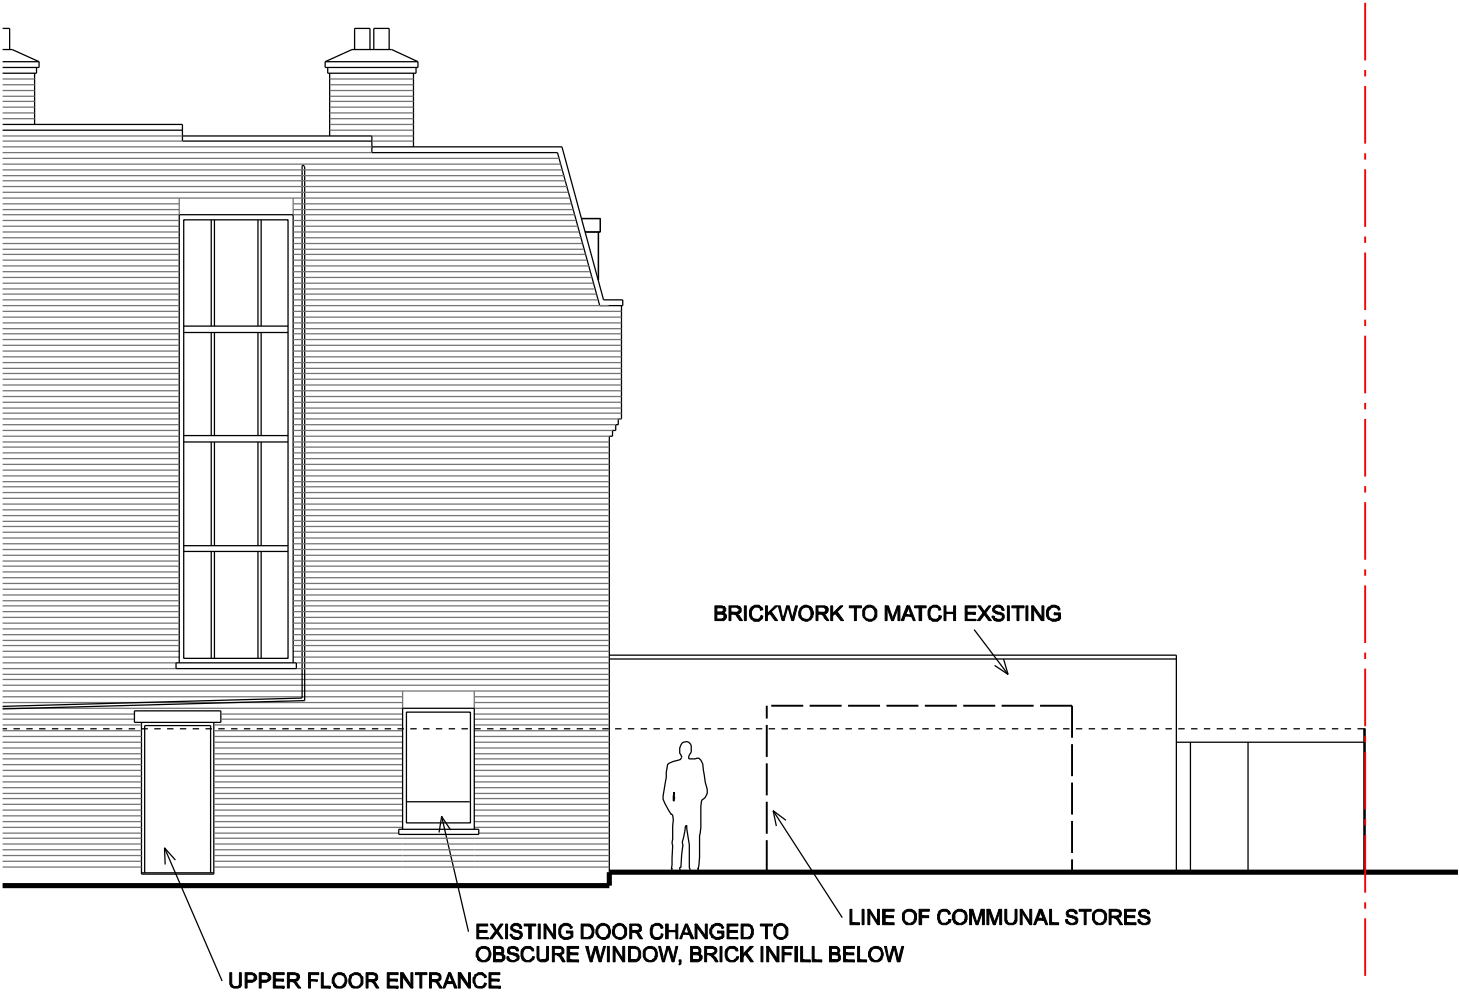 BRICKWORK TO MATCH EXSITING
LINE OF COMMUNAL STORES
EXISTING DOOR CHANGED TO
OBSCURE WINDOW, BRICK INFILL BELOW
UPPER FLOOR ENTRANCE